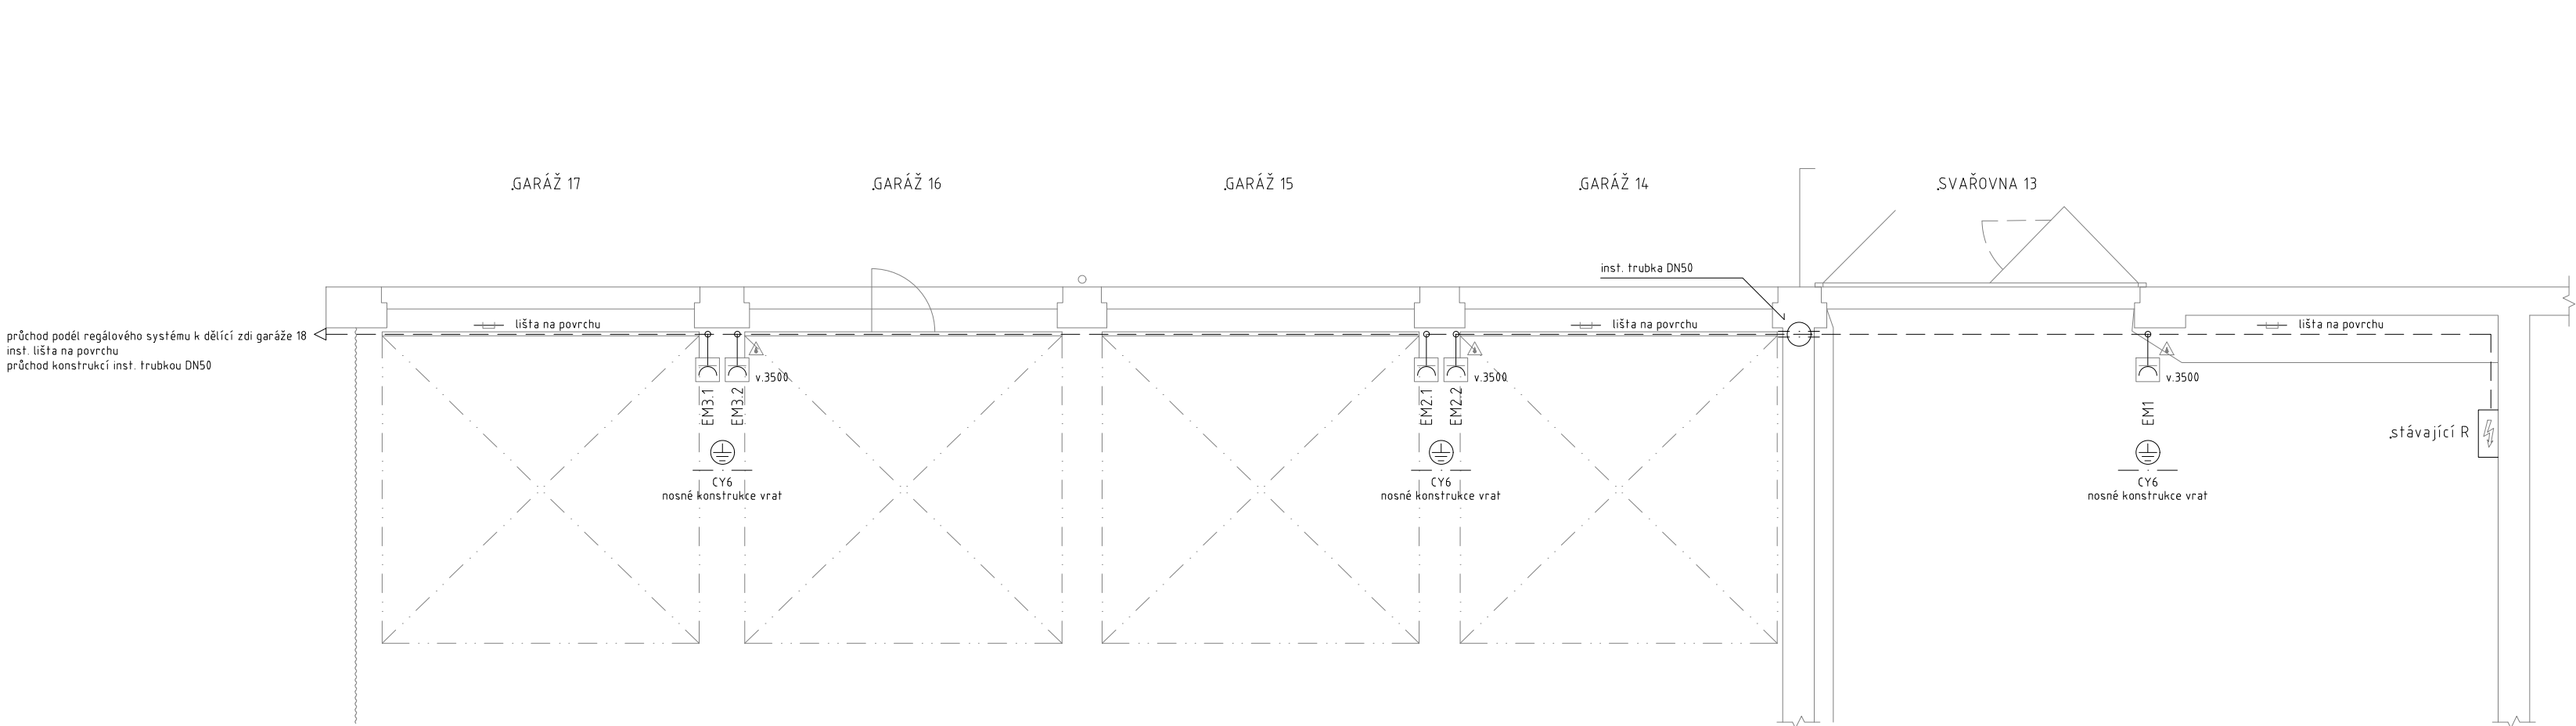 GARÁŽ 17
GARÁŽ 16
GARÁŽ 15
GARÁŽ 14
SVAŘOVNA 13
inst. trubka DN50
lišta na povrchu
lišta na povrchu
lišta na povrchu
průchod podél regálového systému k dělící zdi garáže 18
inst. lišta na povrchu
průchod konstrukcí inst. trubkou DN50
v.3500
v.3500
v.3500
EM3.1
EM3.2
EM2.1
EM2.2
EM1
stávající R
CY6
nosné konstrukce vrat
CY6
nosné konstrukce vrat
CY6
nosné konstrukce vrat